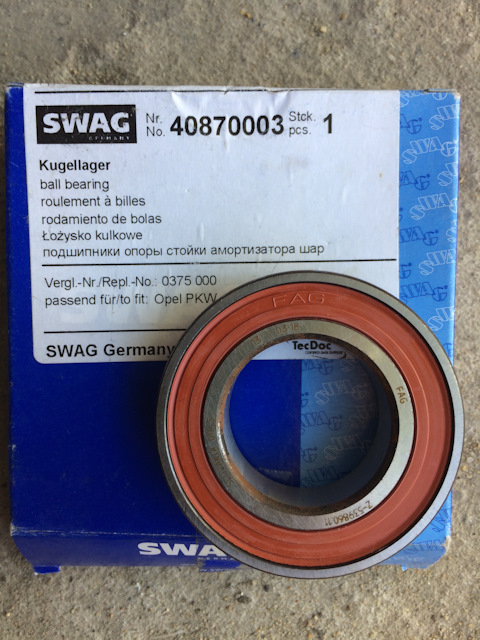 SWAG
GERMANY
Nr.
No. 40870003 Stck.
pcs. 1
Kugellager
ball bearing
roulement à billes
rodamiento de bolas
Łożysko kulkowe
подшипники опоры стойки амортизатора шар
Vergl.-Nr./Repl.-No.: 0375 000
passend für/to fit: Opel PKW
SWAG Germany
TecDoc
FAG
FAG
Z-539860.11
SWAG